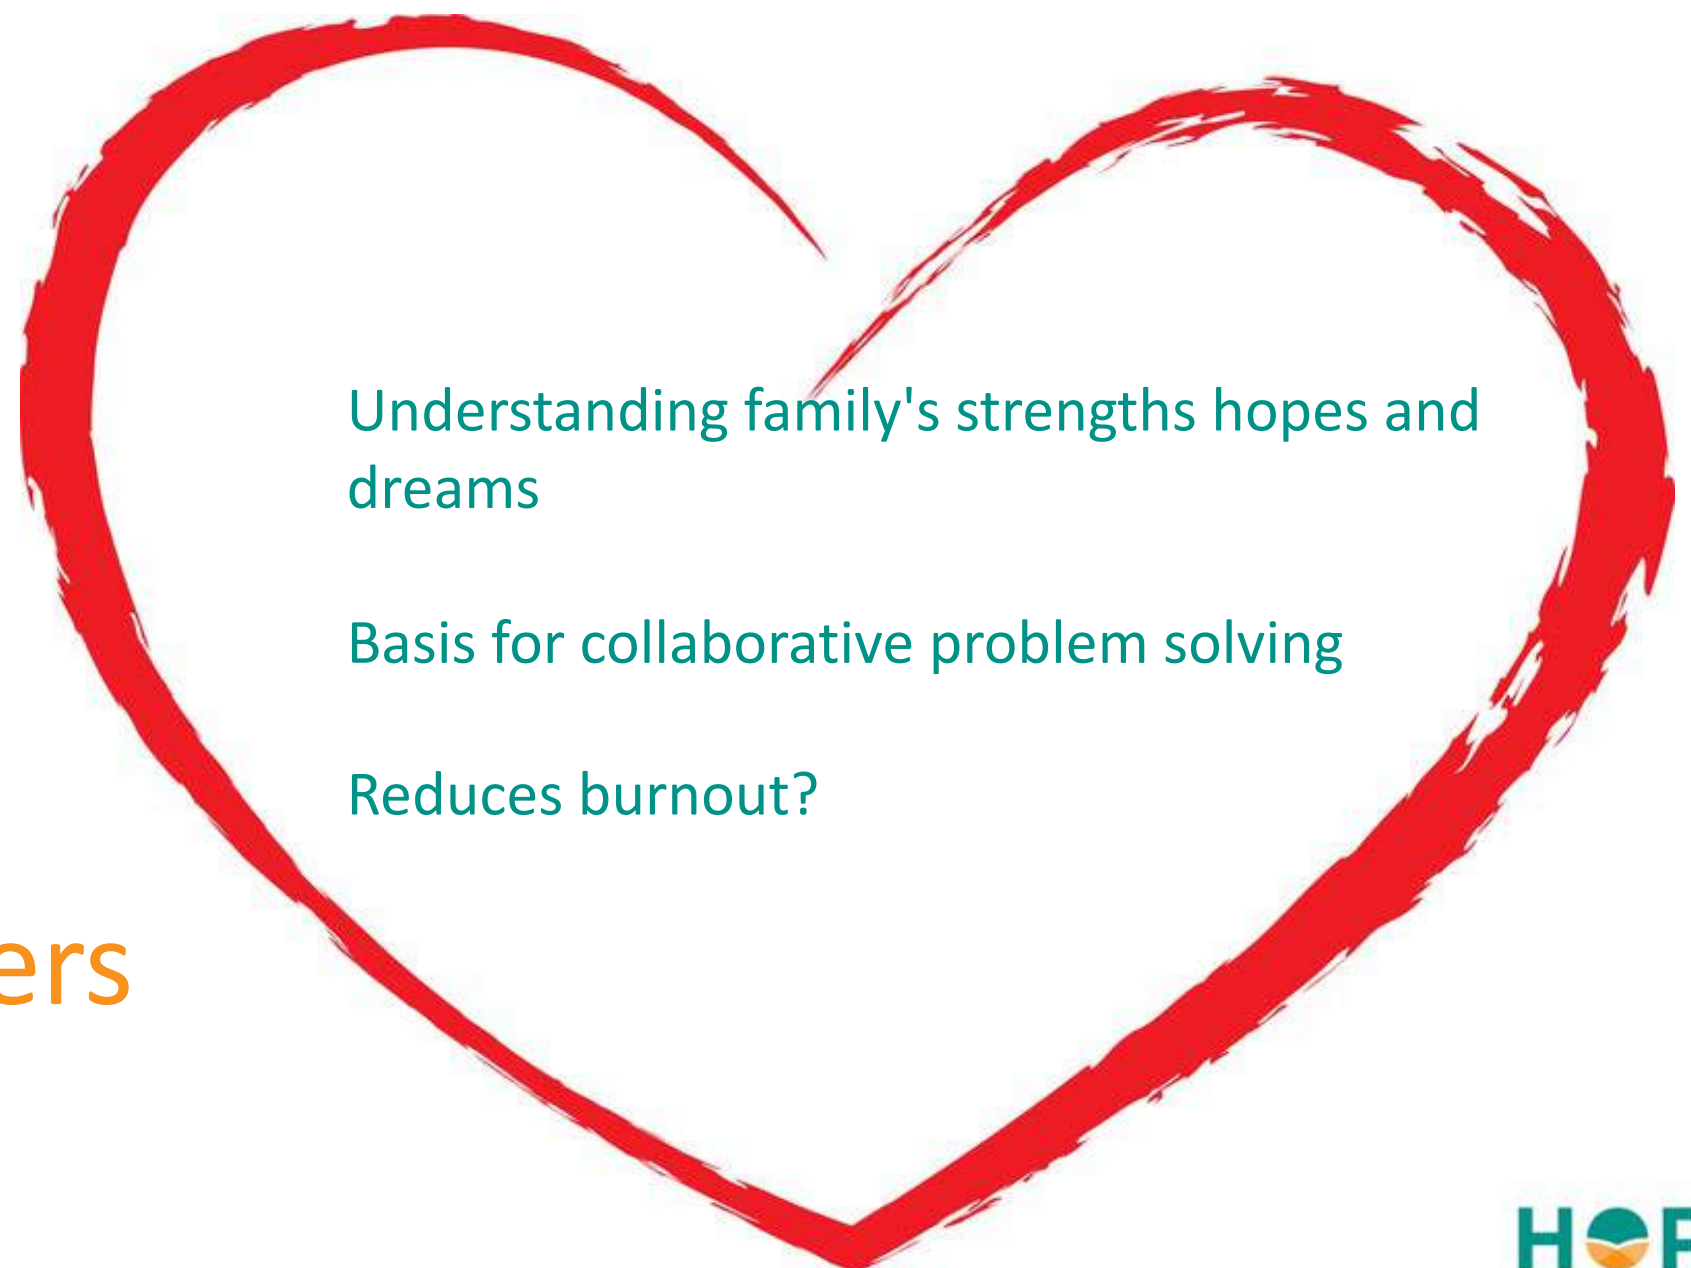 Understanding family's strengths hopes and
dreams
Basis for collaborative problem solving
Reduces burnout?
ers